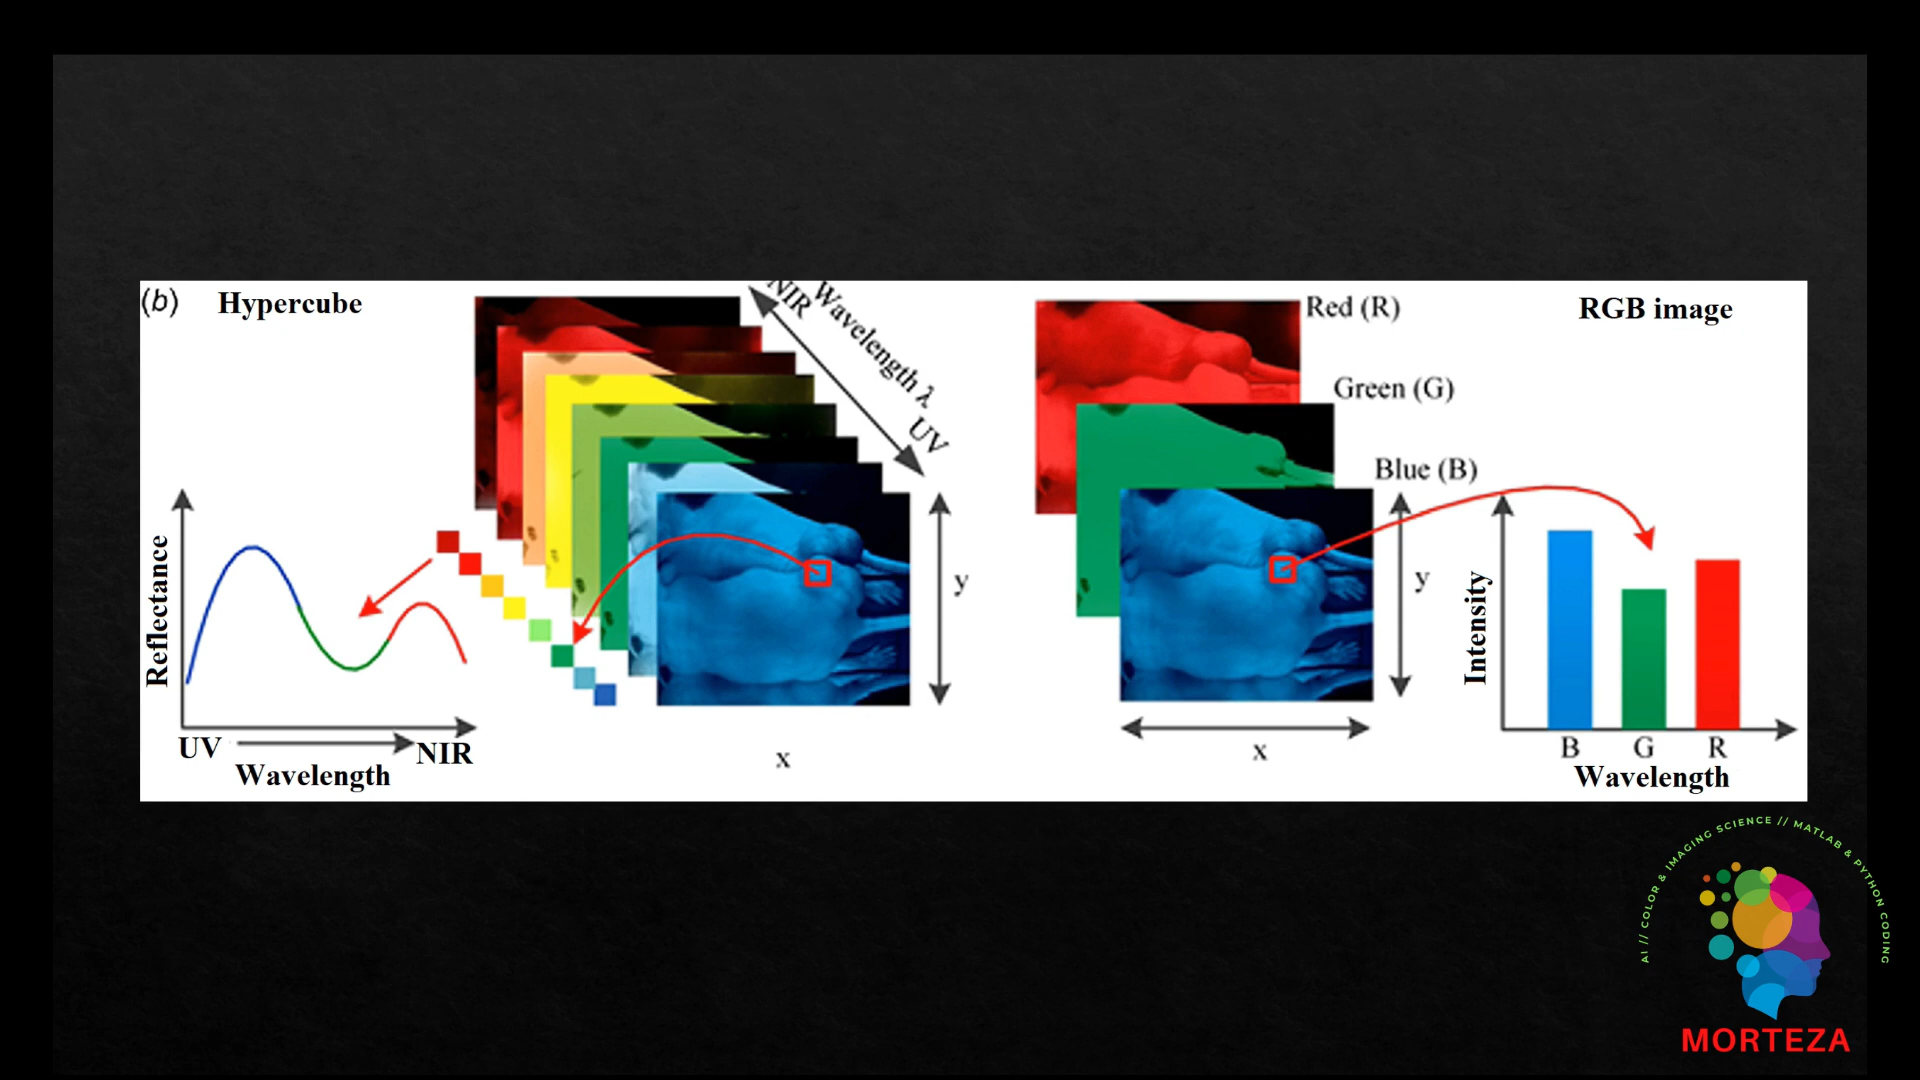 (b) Hypercube
NIR
Wavelength λ
UV
Reflectance
UV
NIR
Wavelength
x
y
RGB image
Red (R)
Green (G)
Blue (B)
y
x
Intensity
B G R
Wavelength
AI // COLOR & IMAGING SCIENCE // MATLAB & PYTHON CODING
MORTEZA